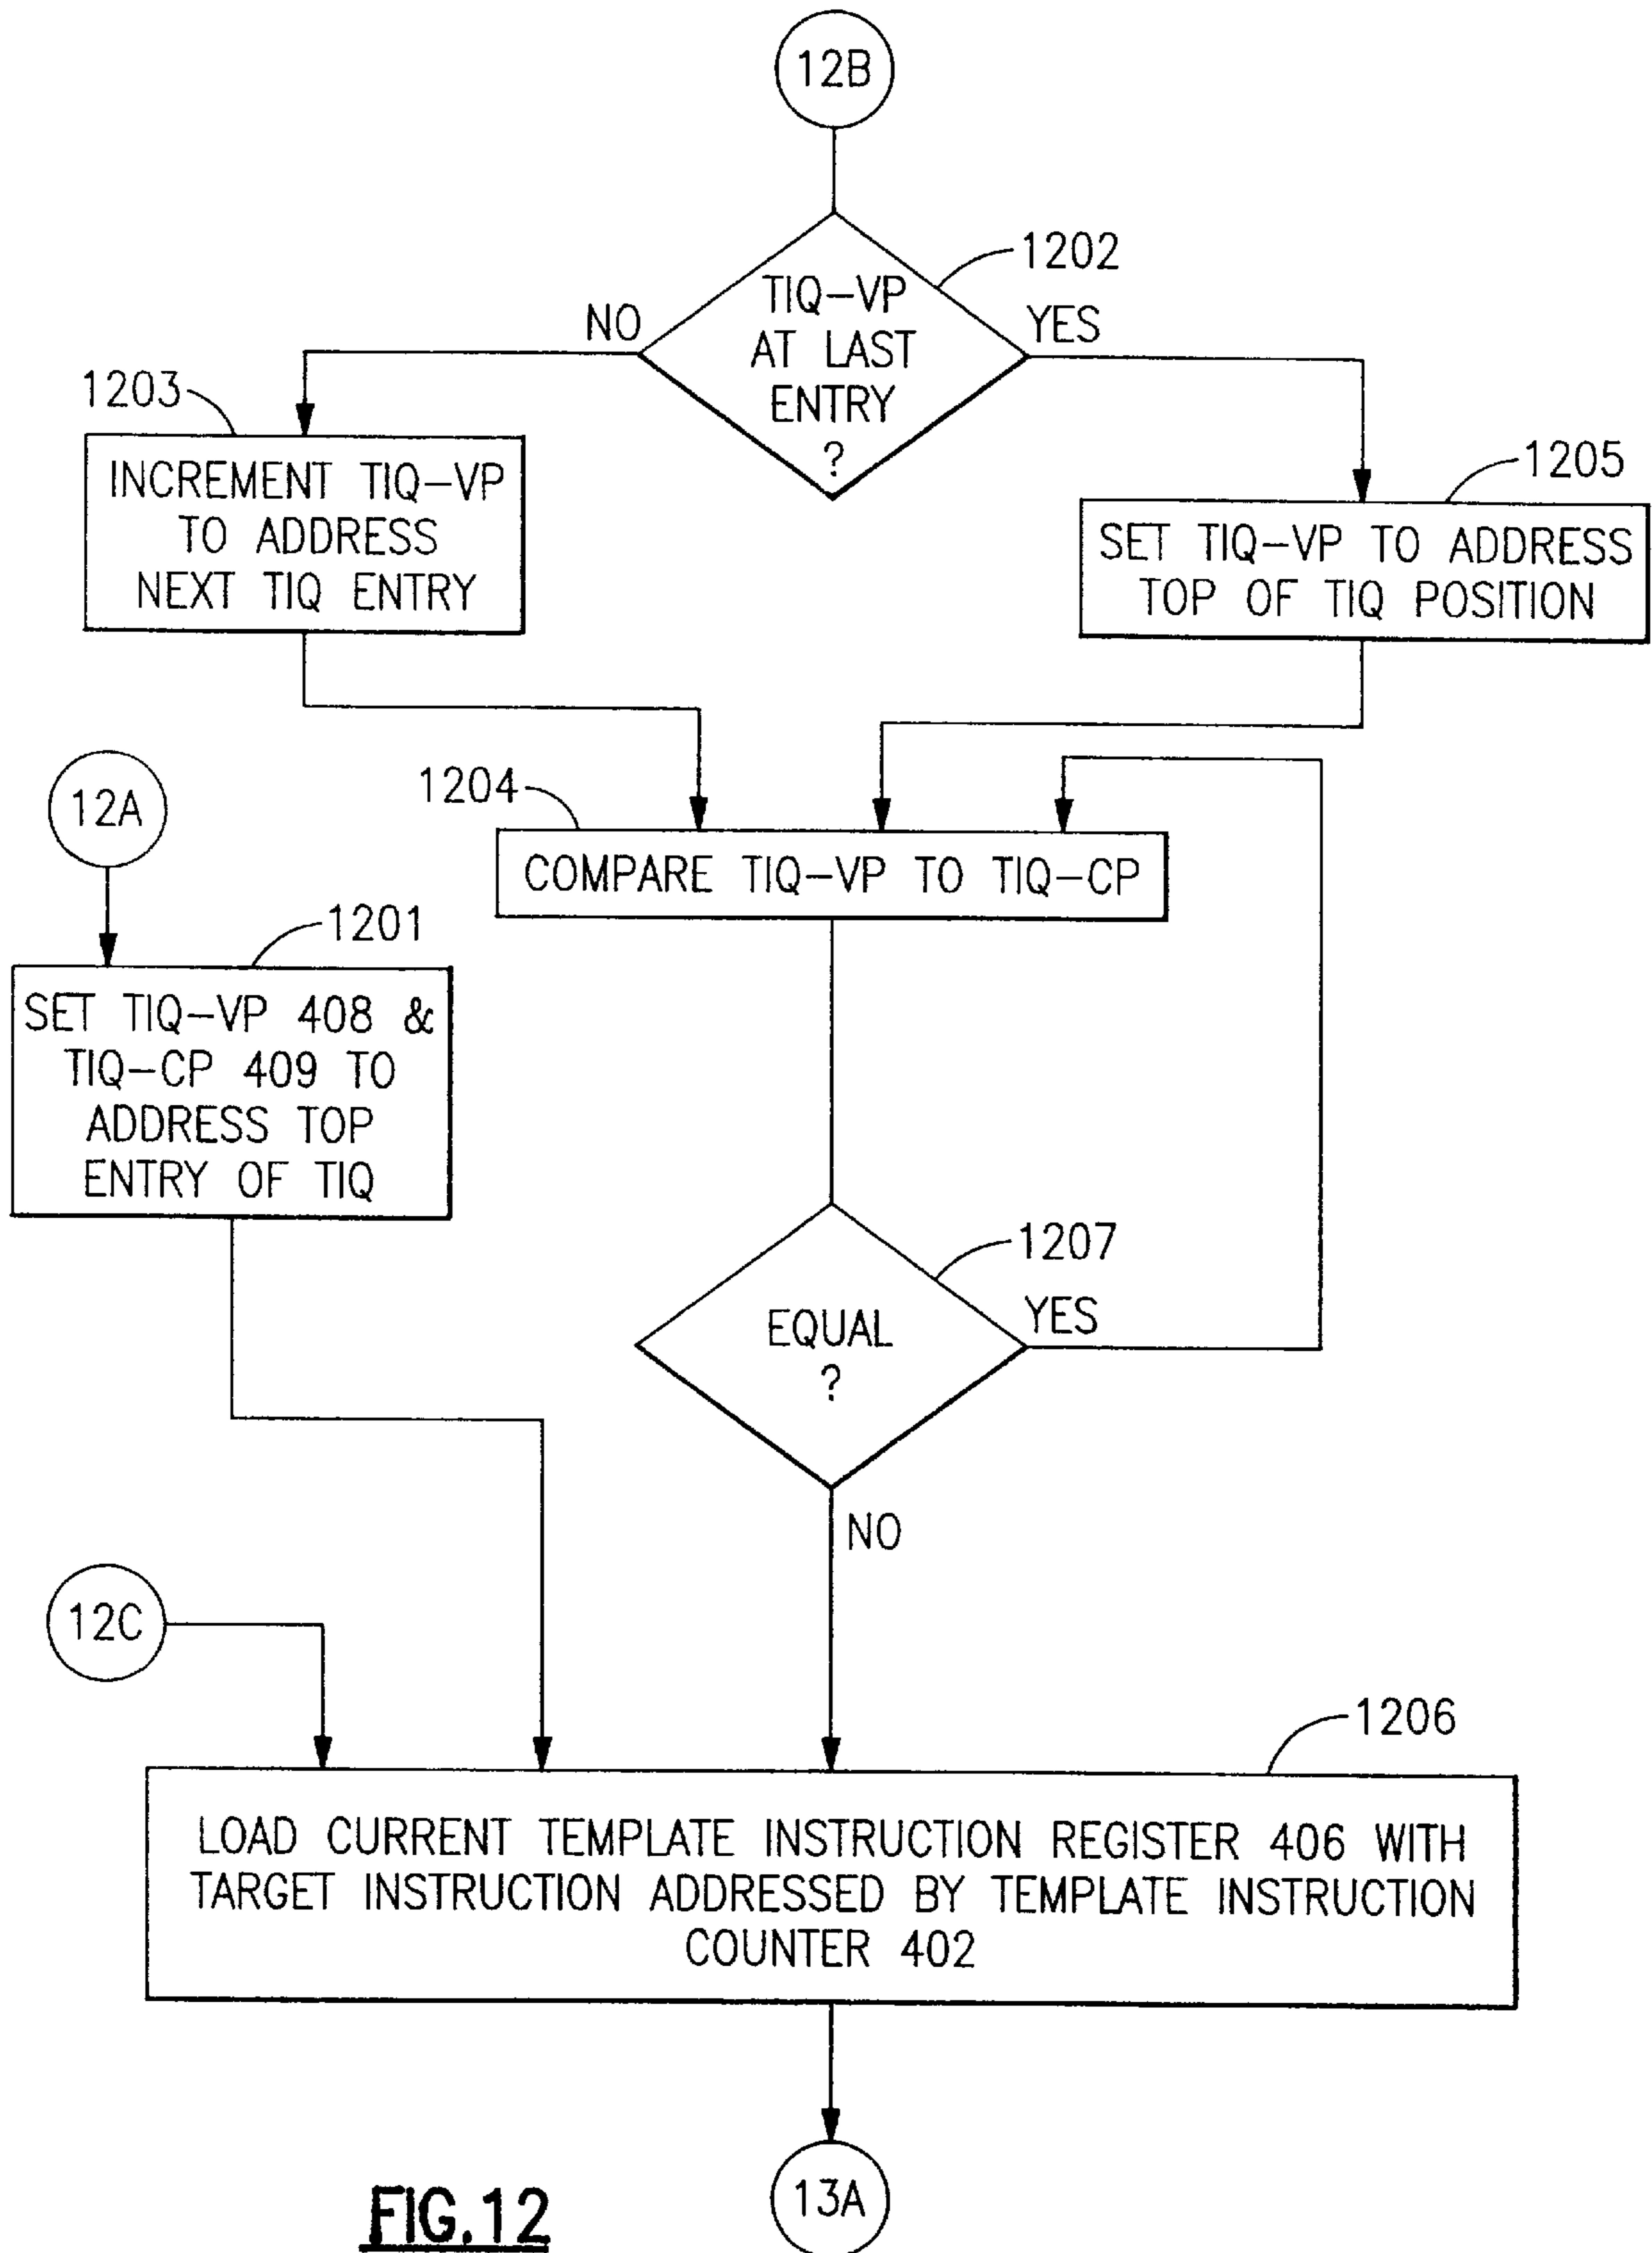 12B
1202
TIQ-VP
AT LAST
ENTRY
?
NO
YES
1203
INCREMENT TIQ-VP
TO ADDRESS
NEXT TIQ ENTRY
1205
SET TIQ-VP TO ADDRESS
TOP OF TIQ POSITION
12A
1204
COMPARE TIQ-VP TO TIQ-CP
1201
SET TIQ-VP 408 &
TIQ-CP 409 TO
ADDRESS TOP
ENTRY OF TIQ
1207
EQUAL
?
YES
NO
12C
1206
LOAD CURRENT TEMPLATE INSTRUCTION REGISTER 406 WITH
TARGET INSTRUCTION ADDRESSED BY TEMPLATE INSTRUCTION
COUNTER 402
13A
FIG.12